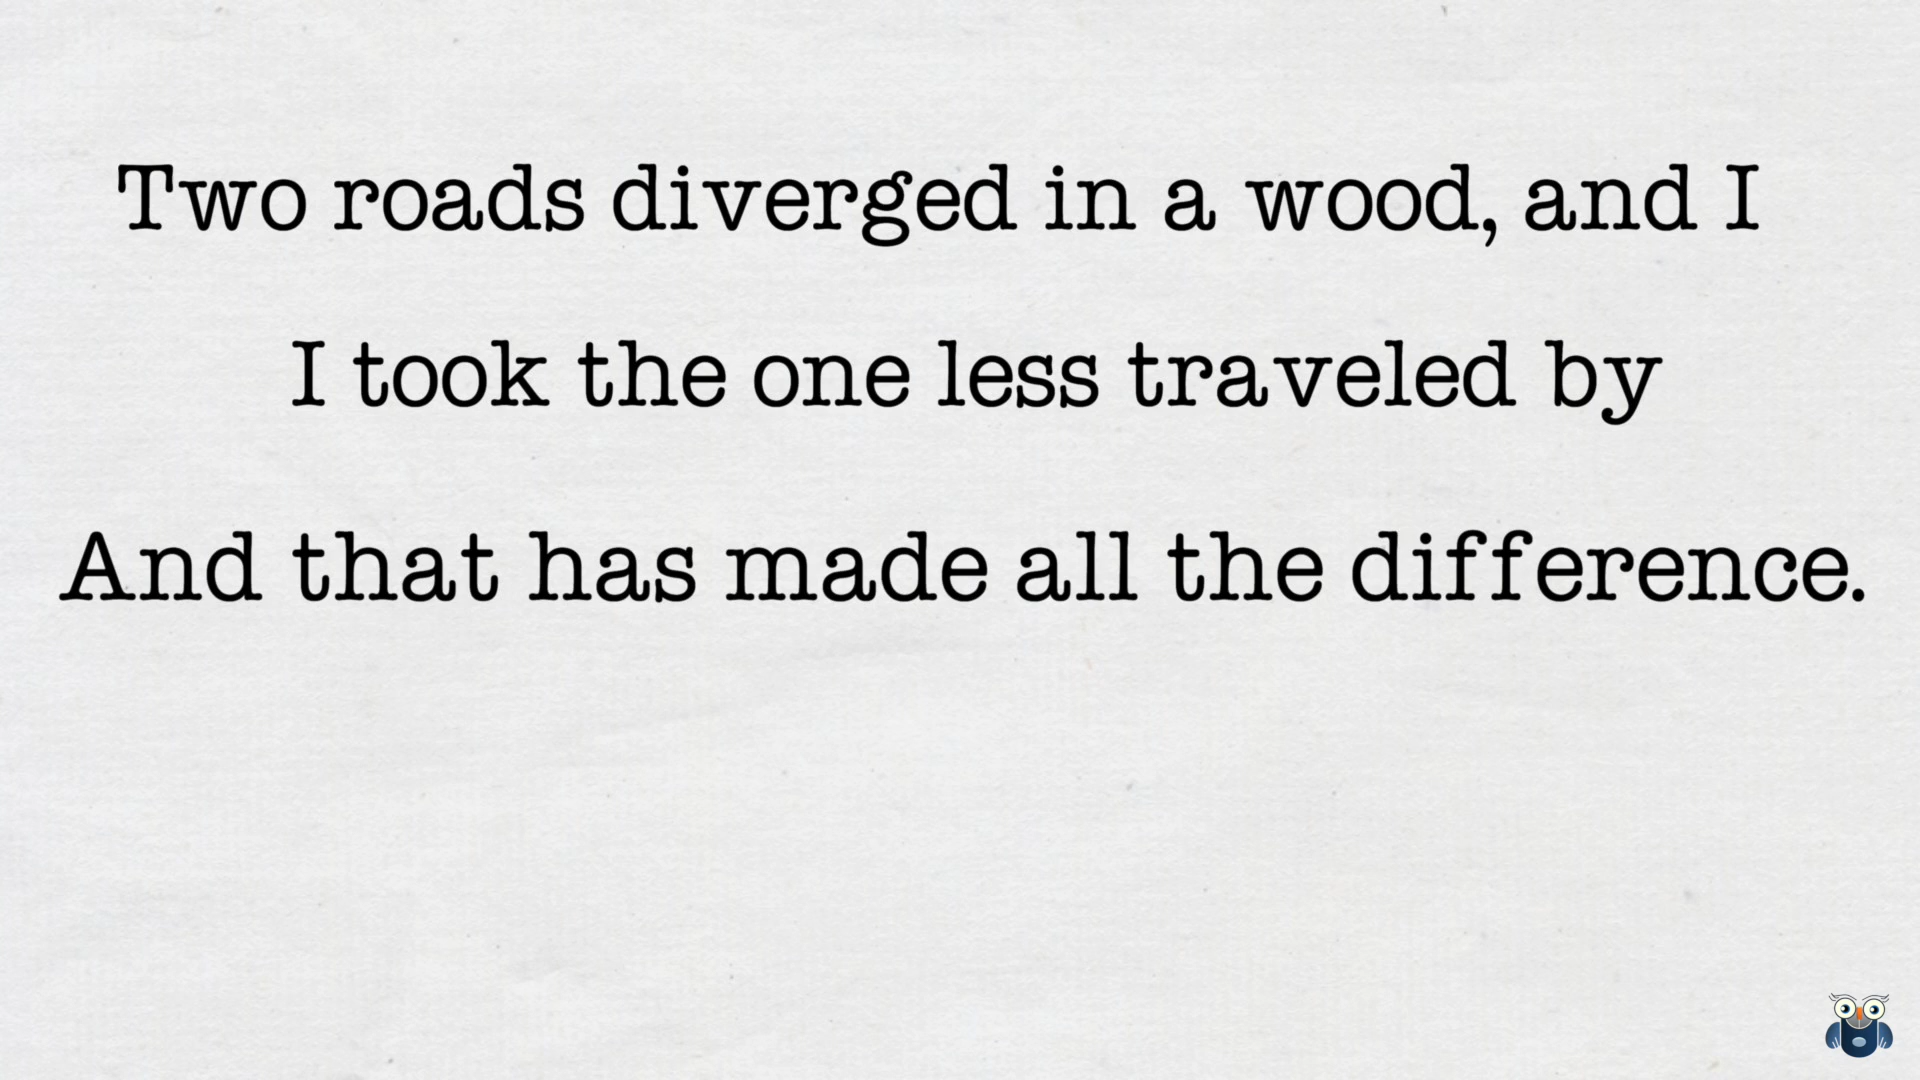 Two roads diverged in a wood, and I
I took the one less traveled by
And that has made all the difference.